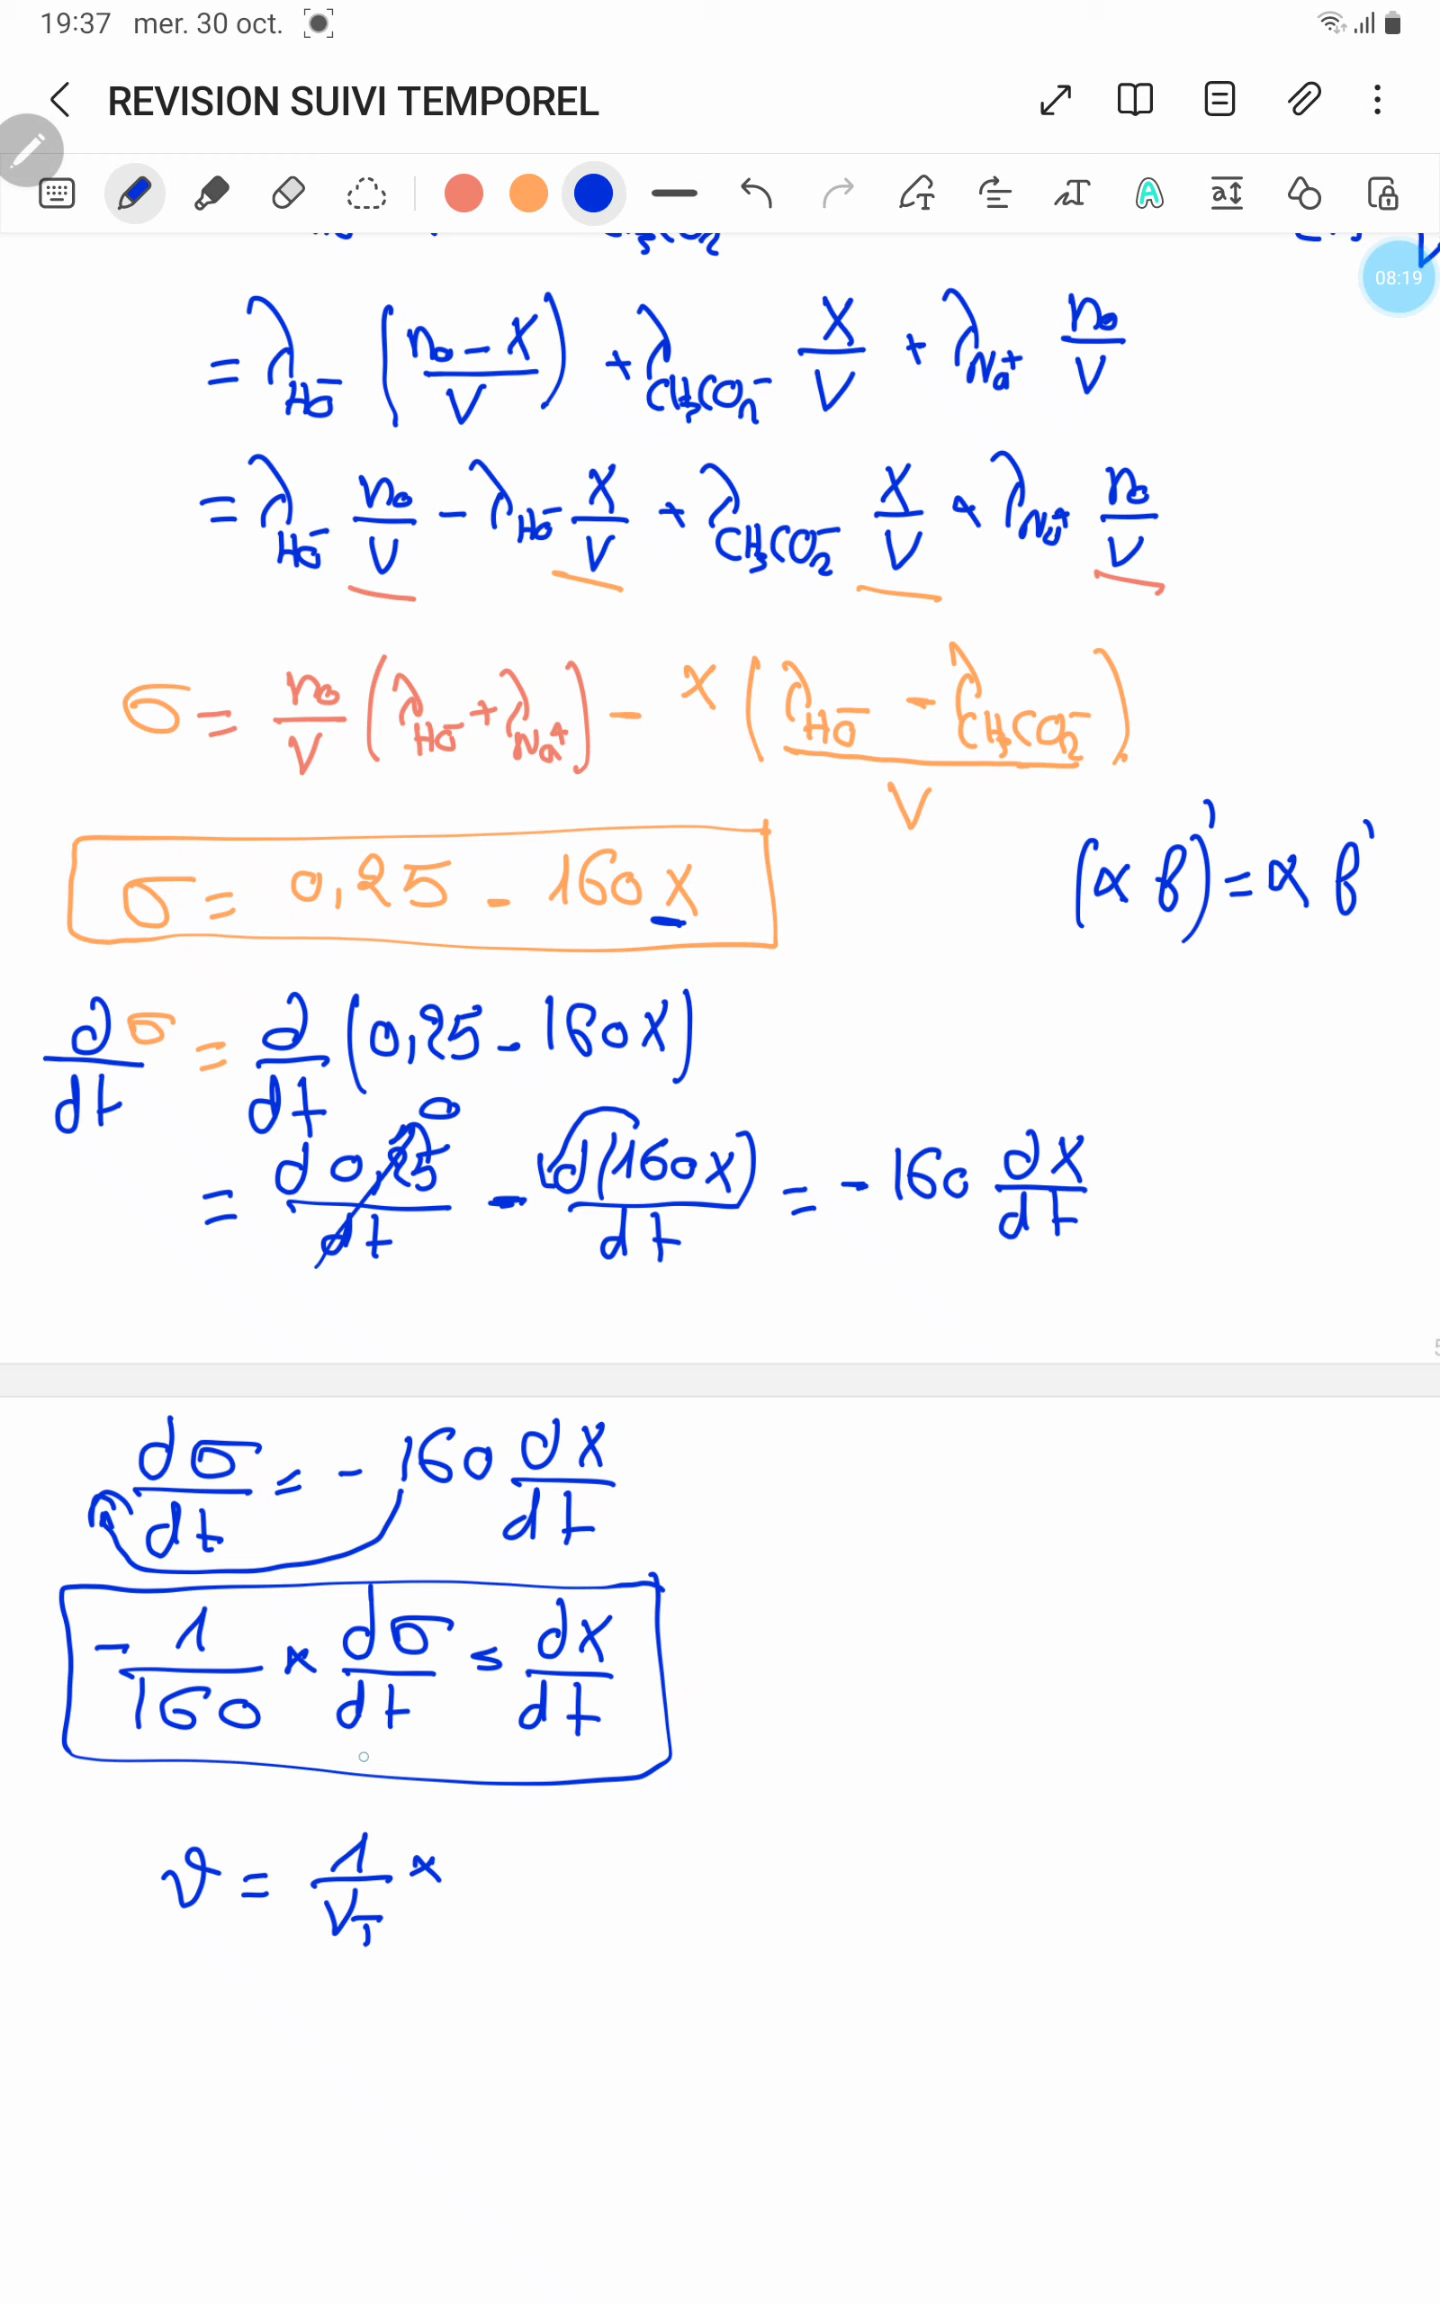 19:37 mer. 30 oct.
REVISION SUIVI TEMPOREL
08:19
= λHO⁻ (n₀ - x / V) + λCH₃CO₂⁻ x/V + λNa⁺ n₀/V
= λHO⁻ n₀/V - λHO⁻ x/V + λCH₃CO₂⁻ x/V + λNa⁺ n₀/V
σ = n₀/V (λHO⁻ + λNa⁺) - x (λHO⁻ - λCH₃CO₂⁻ / V)
σ = 0,25 - 160 x
(α β)' = α β'
dσ/dt = d/dt (0,25 - 160x)
0
= d 0,25/dt - d(160x)/dt = - 160 dx/dt
dσ/dt = - 160 dx/dt
- 1/160 × dσ/dt = dx/dt
v = 1/VT ×